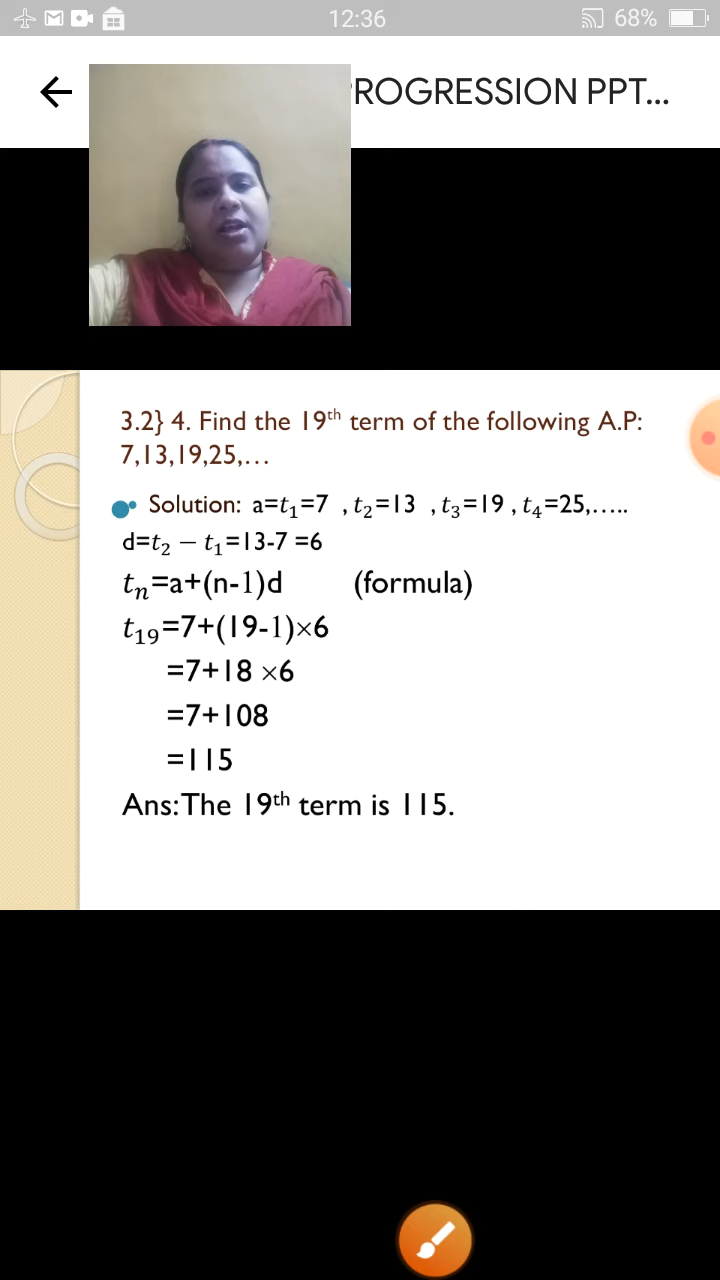 12:36
68%
ROGRESSION PPT...
3.2} 4. Find the 19th term of the following A.P:
7,13,19,25,...
Solution: a=t₁=7 ,t₂=13 ,t₃=19 , t₄=25,.....
d=t₂ − t₁=13-7 =6
tₙ=a+(n-1)d (formula)
t₁₉=7+(19-1)×6
=7+18 ×6
=7+108
=115
Ans:The 19th term is 115.